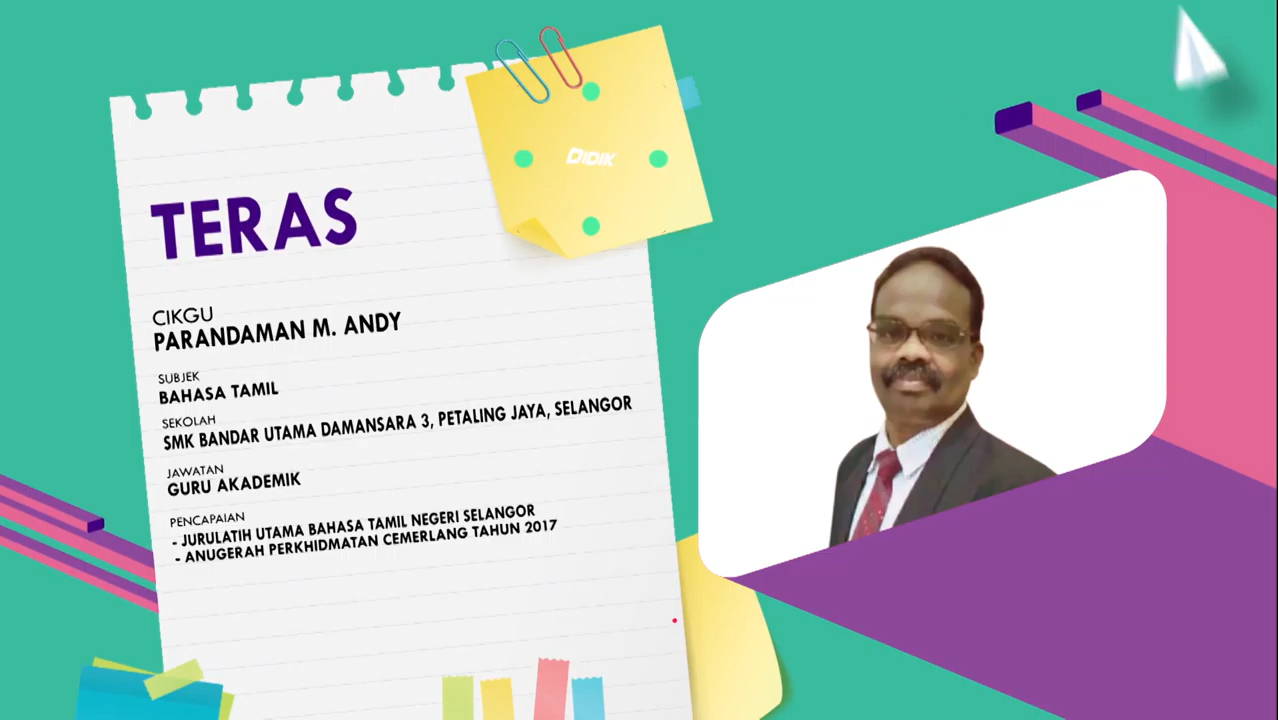 DIDIK
TERAS
CIKGU
PARANDAMAN M. ANDY
SUBJEK
BAHASA TAMIL
SEKOLAH
SMK BANDAR UTAMA DAMANSARA 3, PETALING JAYA, SELANGOR
JAWATAN
GURU AKADEMIK
PENCAPAIAN
- JURULATIH UTAMA BAHASA TAMIL NEGERI SELANGOR
- ANUGERAH PERKHIDMATAN CEMERLANG TAHUN 2017